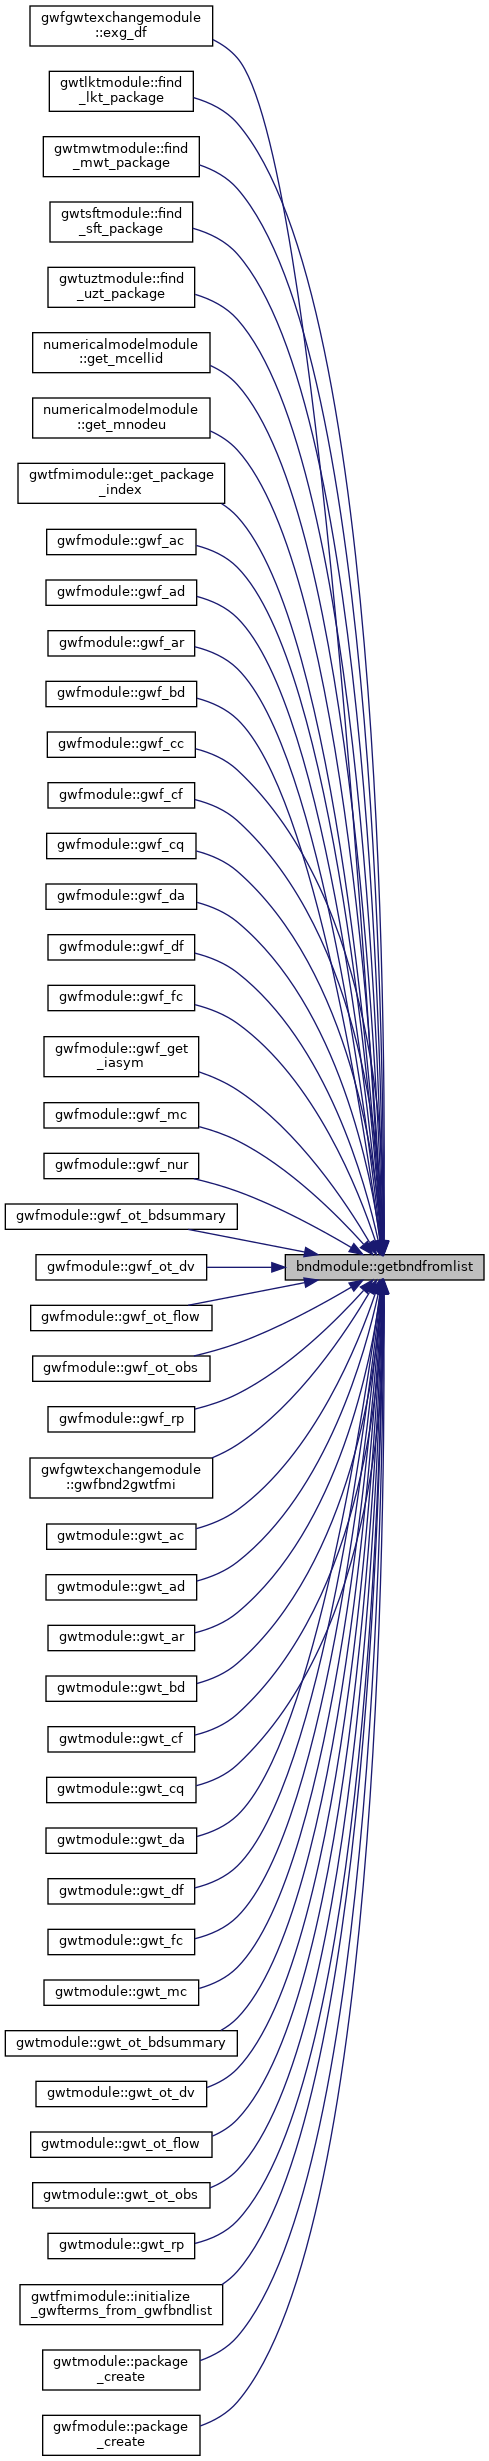 gwfgwtexchangemodule
::exg_df
gwtlktmodule::find
_lkt_package
gwtmwtmodule::find
_mwt_package
gwtsftmodule::find
_sft_package
gwtuztmodule::find
_uzt_package
numericalmodelmodule
::get_mcellid
numericalmodelmodule
::get_mnodeu
gwtfmimodule::get_package
_index
gwfmodule::gwf_ac
gwfmodule::gwf_ad
gwfmodule::gwf_ar
gwfmodule::gwf_bd
gwfmodule::gwf_cc
gwfmodule::gwf_cf
gwfmodule::gwf_cq
gwfmodule::gwf_da
gwfmodule::gwf_df
gwfmodule::gwf_fc
gwfmodule::gwf_get
_iasym
gwfmodule::gwf_mc
gwfmodule::gwf_nur
gwfmodule::gwf_ot_bdsummary
gwfmodule::gwf_ot_dv
bndmodule::getbndfromlist
gwfmodule::gwf_ot_flow
gwfmodule::gwf_ot_obs
gwfmodule::gwf_rp
gwfgwtexchangemodule
::gwfbnd2gwtfmi
gwtmodule::gwt_ac
gwtmodule::gwt_ad
gwtmodule::gwt_ar
gwtmodule::gwt_bd
gwtmodule::gwt_cf
gwtmodule::gwt_cq
gwtmodule::gwt_da
gwtmodule::gwt_df
gwtmodule::gwt_fc
gwtmodule::gwt_mc
gwtmodule::gwt_ot_bdsummary
gwtmodule::gwt_ot_dv
gwtmodule::gwt_ot_flow
gwtmodule::gwt_ot_obs
gwtmodule::gwt_rp
gwtfmimodule::initialize
_gwfterms_from_gwfbndlist
gwtmodule::package
_create
gwfmodule::package
_create